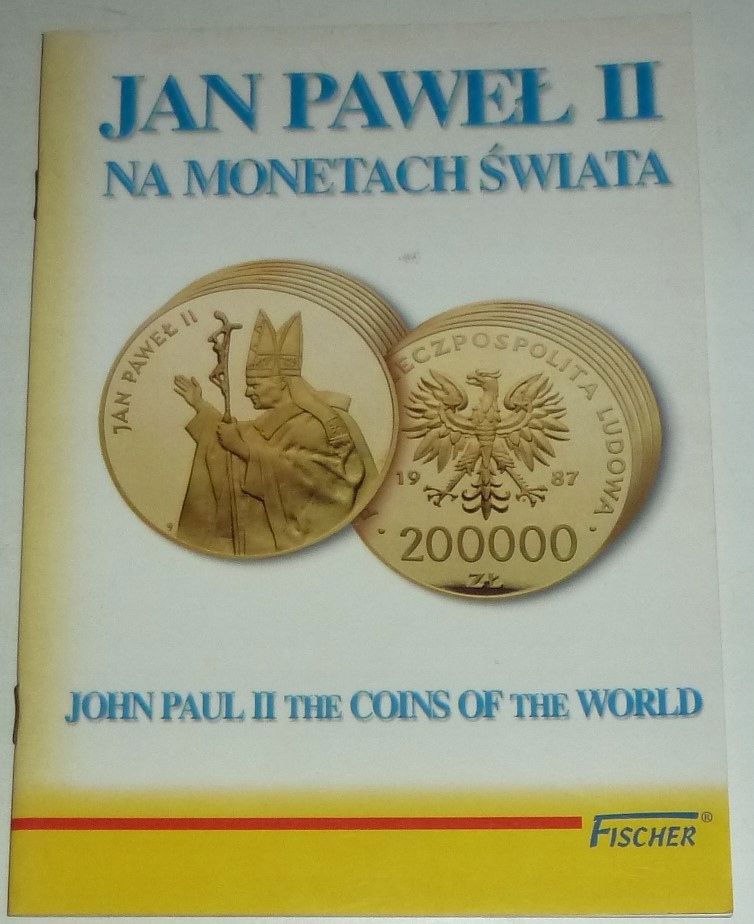 JAN PAWEŁ II
NA MONETACH ŚWIATA
JAN PAWEŁ II
ECZPOSPOLITA LUDOWA
19 87
200000
ZŁ
JOHN PAUL II THE COINS OF THE WORLD
FISCHER®